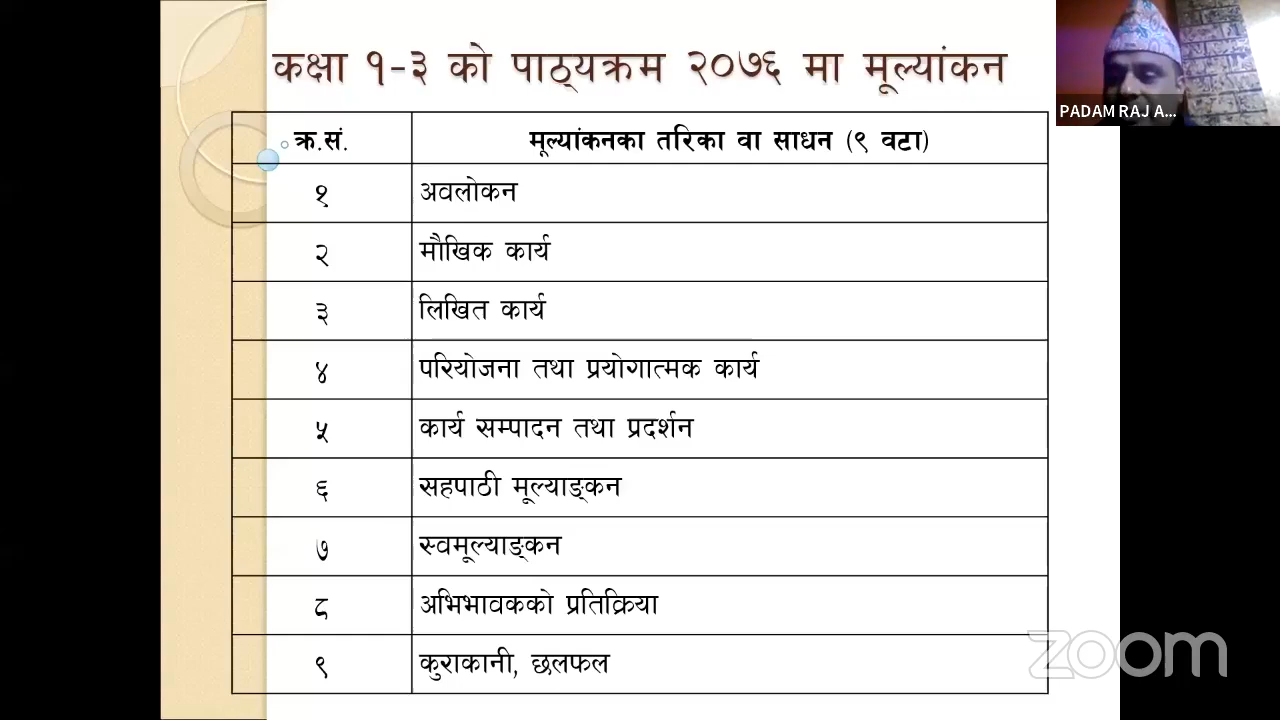 कक्षा १-३ को पाठ्यक्रम २०७६ मा मूल्यांकन
PADAM RAJ A...
क्र.सं. मूल्यांकनका तरिका वा साधन (९ वटा)
१ अवलोकन
२ मौखिक कार्य
३ लिखित कार्य
४ परियोजना तथा प्रयोगात्मक कार्य
५ कार्य सम्पादन तथा प्रदर्शन
६ सहपाठी मूल्याङ्कन
७ स्वमूल्याङ्कन
८ अभिभावकको प्रतिक्रिया
९ कुराकानी, छलफल
zoom